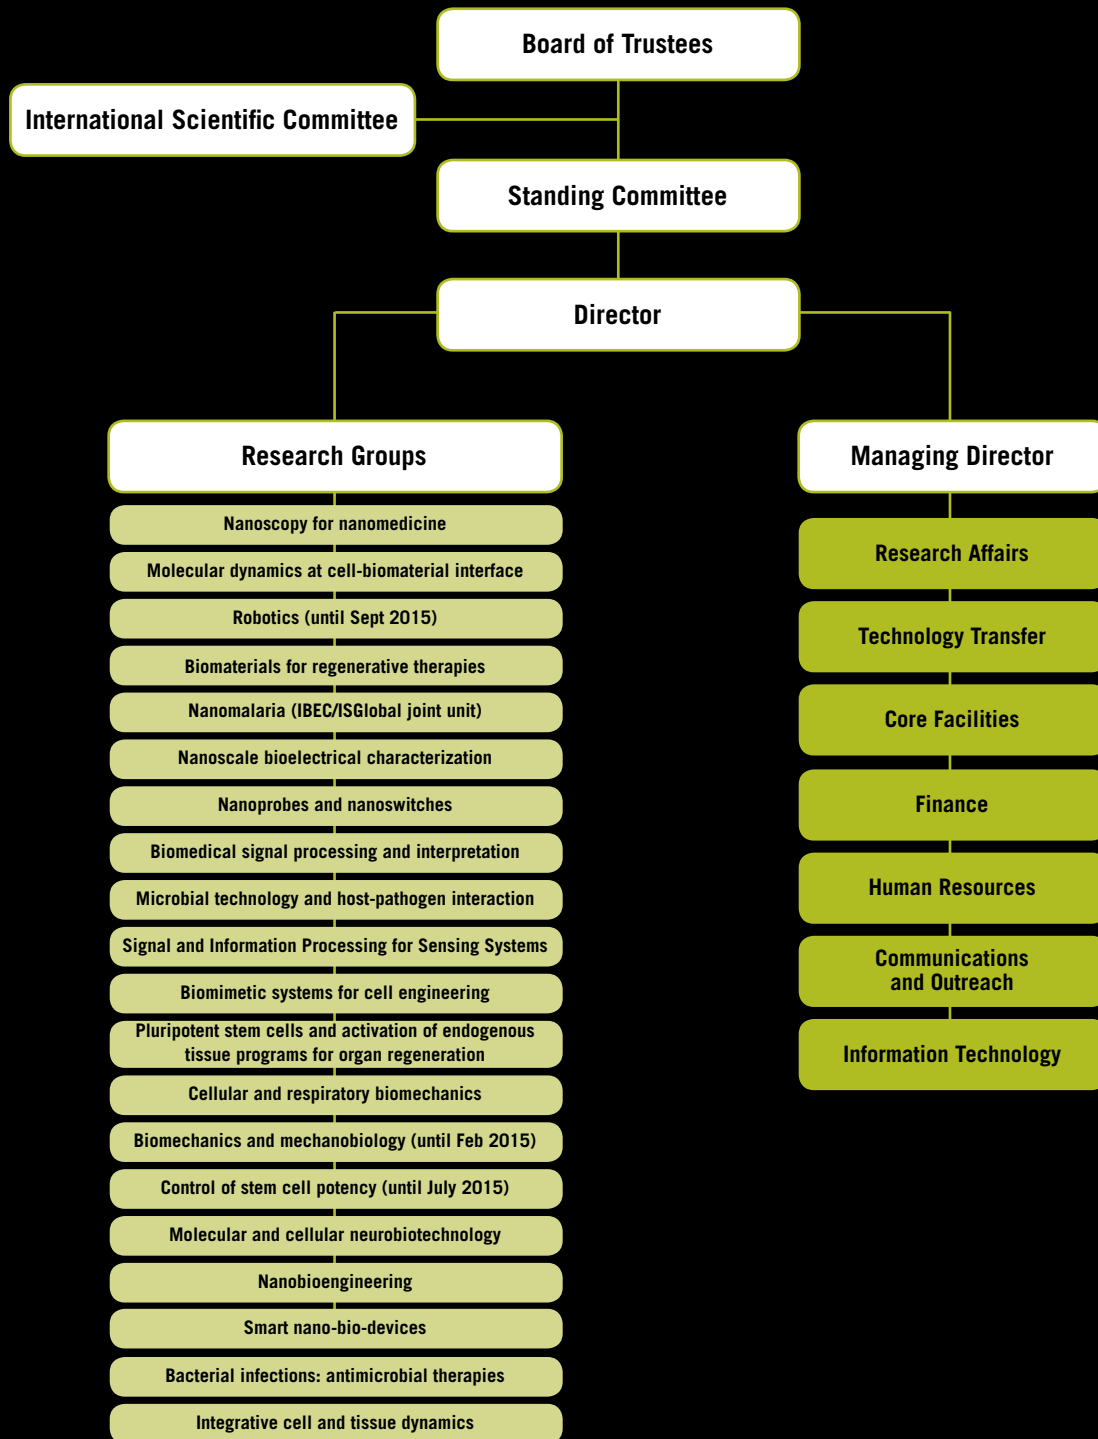 Board of Trustees
International Scientific Committee
Standing Committee
Director
Research Groups
Nanoscopy for nanomedicine
Molecular dynamics at cell-biomaterial interface
Robotics (until Sept 2015)
Biomaterials for regenerative therapies
Nanomalaria (IBEC/ISGlobal joint unit)
Nanoscale bioelectrical characterization
Nanoprobes and nanoswitches
Biomedical signal processing and interpretation
Microbial technology and host-pathogen interaction
Signal and Information Processing for Sensing Systems
Biomimetic systems for cell engineering
Pluripotent stem cells and activation of endogenous
tissue programs for organ regeneration
Cellular and respiratory biomechanics
Biomechanics and mechanobiology (until Feb 2015)
Control of stem cell potency (until July 2015)
Molecular and cellular neurobiotechnology
Nanobioengineering
Smart nano-bio-devices
Bacterial infections: antimicrobial therapies
Integrative cell and tissue dynamics
Managing Director
Research Affairs
Technology Transfer
Core Facilities
Finance
Human Resources
Communications
and Outreach
Information Technology